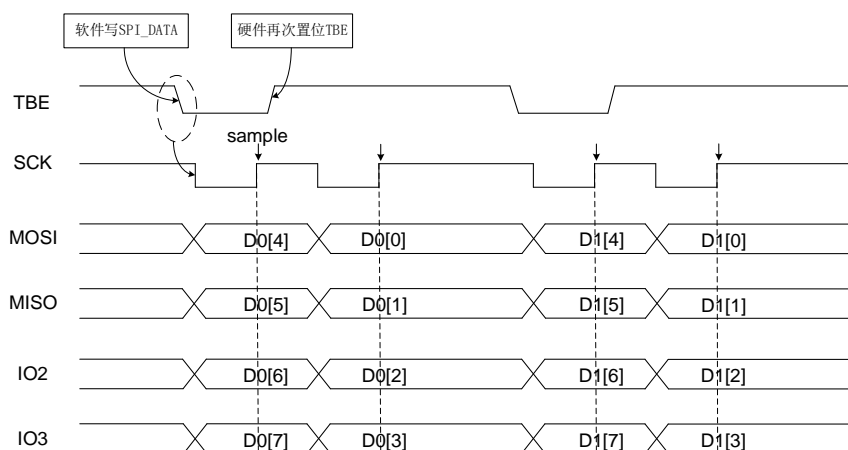 软件写SPI_DATA
硬件再次置位TBE
TBE
sample
SCK
MOSI
D0[4]
D0[0]
D1[4]
D1[0]
MISO
D0[5]
D0[1]
D1[5]
D1[1]
IO2
D0[6]
D0[2]
D1[6]
D1[2]
IO3
D0[7]
D0[3]
D1[7]
D1[3]